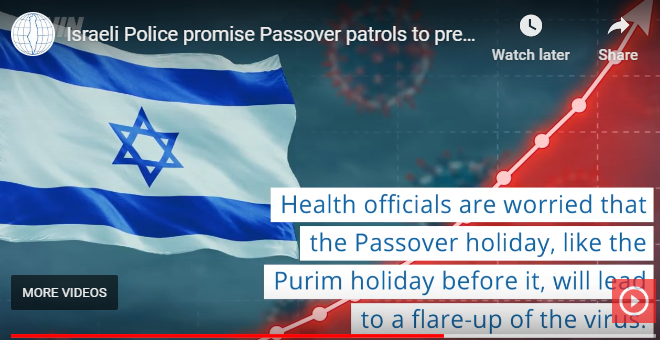 Israeli Police promise Passover patrols to pre...
Watch later
Share
Health officials are worried that
the Passover holiday, like the
Purim holiday before it, will lead
to a flare-up of the virus.
MORE VIDEOS